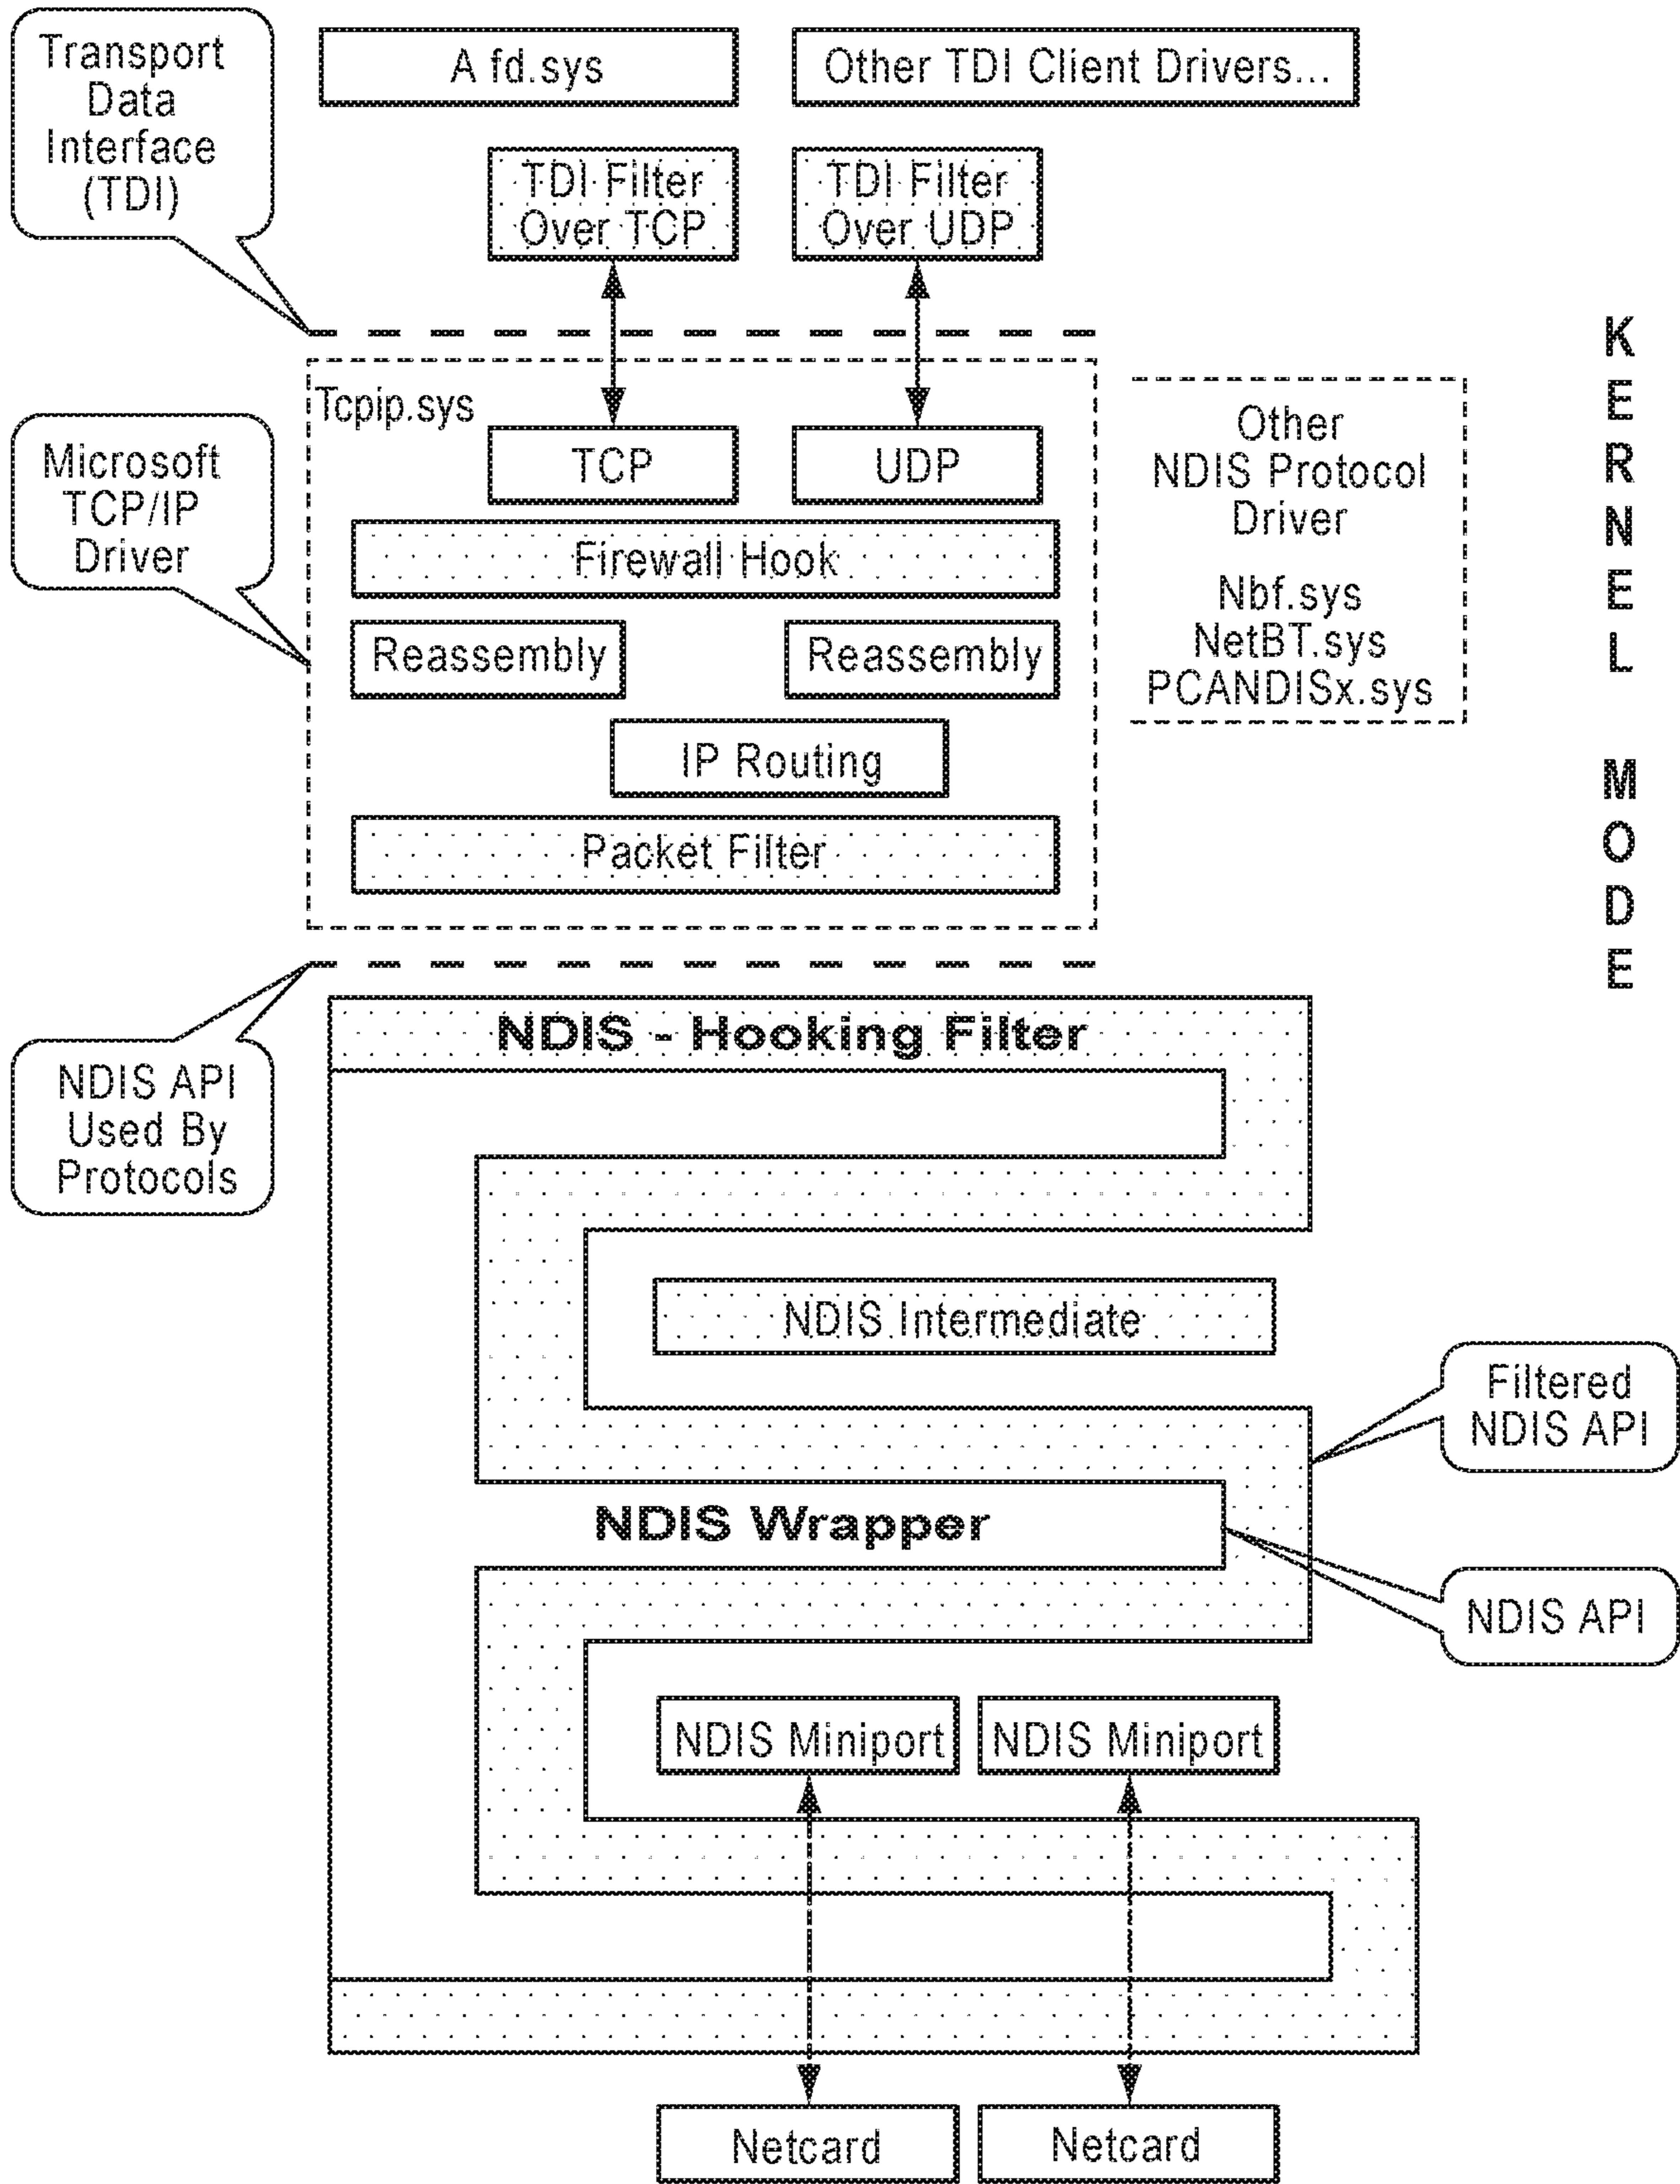 Transport
Data
Interface
(TDI)
A fd.sys
Other TDI Client Drivers...
TDI Filter
Over TCP
TDI Filter
Over UDP
Tcpip.sys
Microsoft
TCP/IP
Driver
TCP
UDP
Firewall Hook
Reassembly
Reassembly
IP Routing
Packet Filter
Other
NDIS Protocol
Driver
Nbf.sys
NetBT.sys
PCANDISx.sys
KERNEL MODE
NDIS API
Used By
Protocols
NDIS - Hooking Filter
NDIS Intermediate
Filtered
NDIS API
NDIS Wrapper
NDIS API
NDIS Miniport
NDIS Miniport
Netcard
Netcard